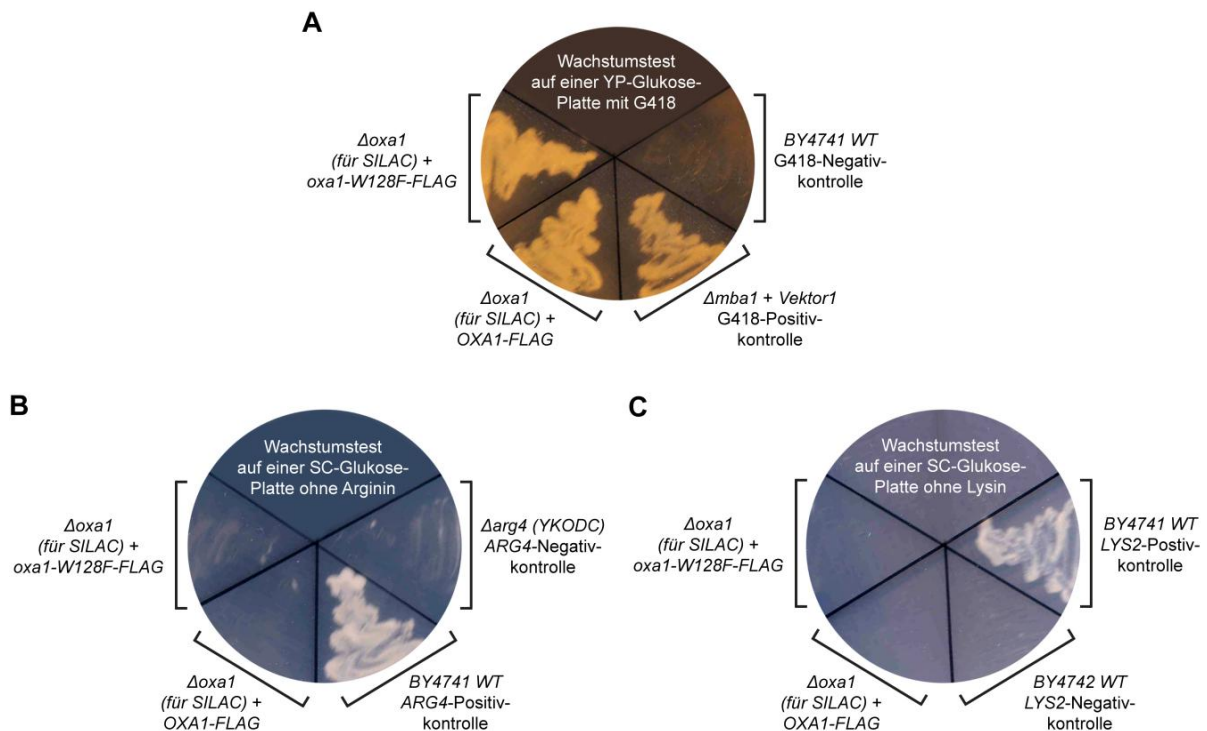 A
Wachstumstest
auf einer YP-Glukose-
Platte mit G418
Δoxa1
(für SILAC) +
oxa1-W128F-FLAG
BY4741 WT
G418-Negativ-
kontrolle
Δoxa1
(für SILAC) +
OXA1-FLAG
Δmba1 + Vektor1
G418-Positiv-
kontrolle
B
Wachstumstest
auf einer SC-Glukose-
Platte ohne Arginin
Δoxa1
(für SILAC) +
oxa1-W128F-FLAG
Δarg4 (YKODC)
ARG4-Negativ-
kontrolle
Δoxa1
(für SILAC) +
OXA1-FLAG
BY4741 WT
ARG4-Positiv-
kontrolle
C
Wachstumstest
auf einer SC-Glukose-
Platte ohne Lysin
Δoxa1
(für SILAC) +
oxa1-W128F-FLAG
BY4741 WT
LYS2-Postiv-
kontrolle
Δoxa1
(für SILAC) +
OXA1-FLAG
BY4742 WT
LYS2-Negativ-
kontrolle